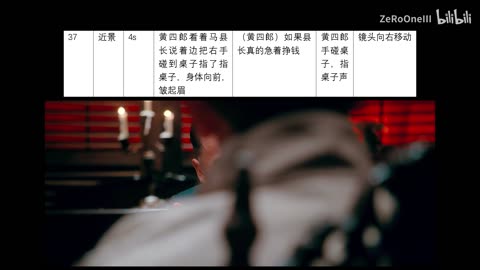 ZeRoOneIII bilibili
37 近景 4s 黄四郎看着马县 (黄四郎)如果县 黄四郎 镜头向右移动
长说着边把右手 长真的急着挣钱 手碰桌
碰到桌子指了指 子，指
桌子，身体向前， 桌子声
皱起眉